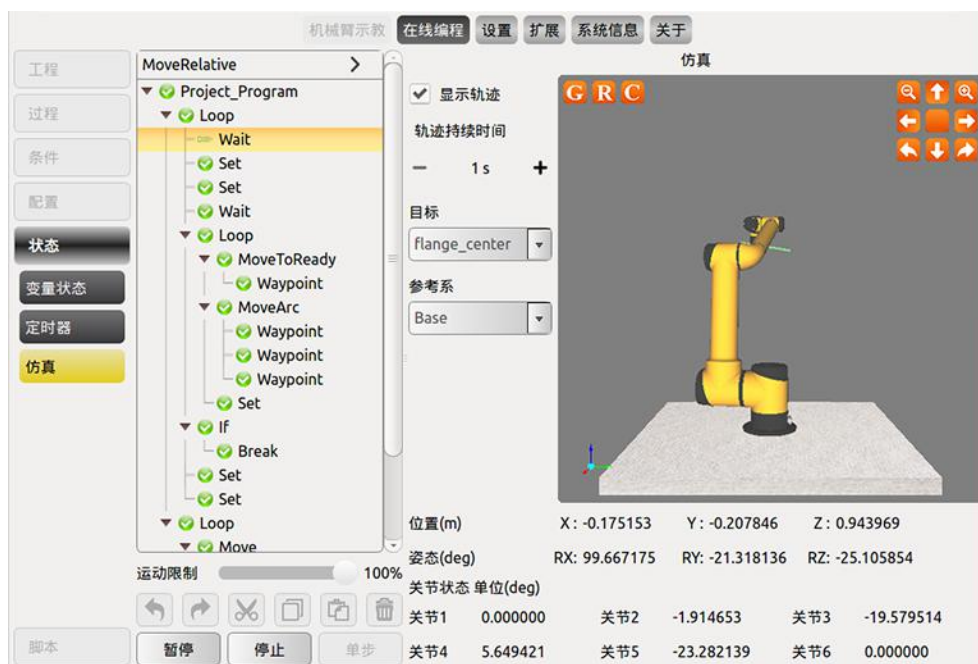 机械臂示教 在线编程 设置 扩展 系统信息 关于
工程
过程
条件
配置
状态
变量状态
定时器
仿真
脚本
MoveRelative >
Project_Program
Loop
Wait
Set
Set
Wait
Loop
MoveToReady
Waypoint
MoveArc
Waypoint
Waypoint
Waypoint
Set
If
Break
Set
Set
Loop
Move
运动限制 100%
暂停 停止 单步
仿真
显示轨迹
轨迹持续时间
− 1 s +
目标
flange_center
参考系
Base
G R C
位置(m) X : -0.175153 Y : -0.207846 Z : 0.943969
姿态(deg) RX: 99.667175 RY: -21.318136 RZ: -25.105854
关节状态 单位(deg)
关节1 0.000000 关节2 -1.914653 关节3 -19.579514
关节4 5.649421 关节5 -23.282139 关节6 0.000000